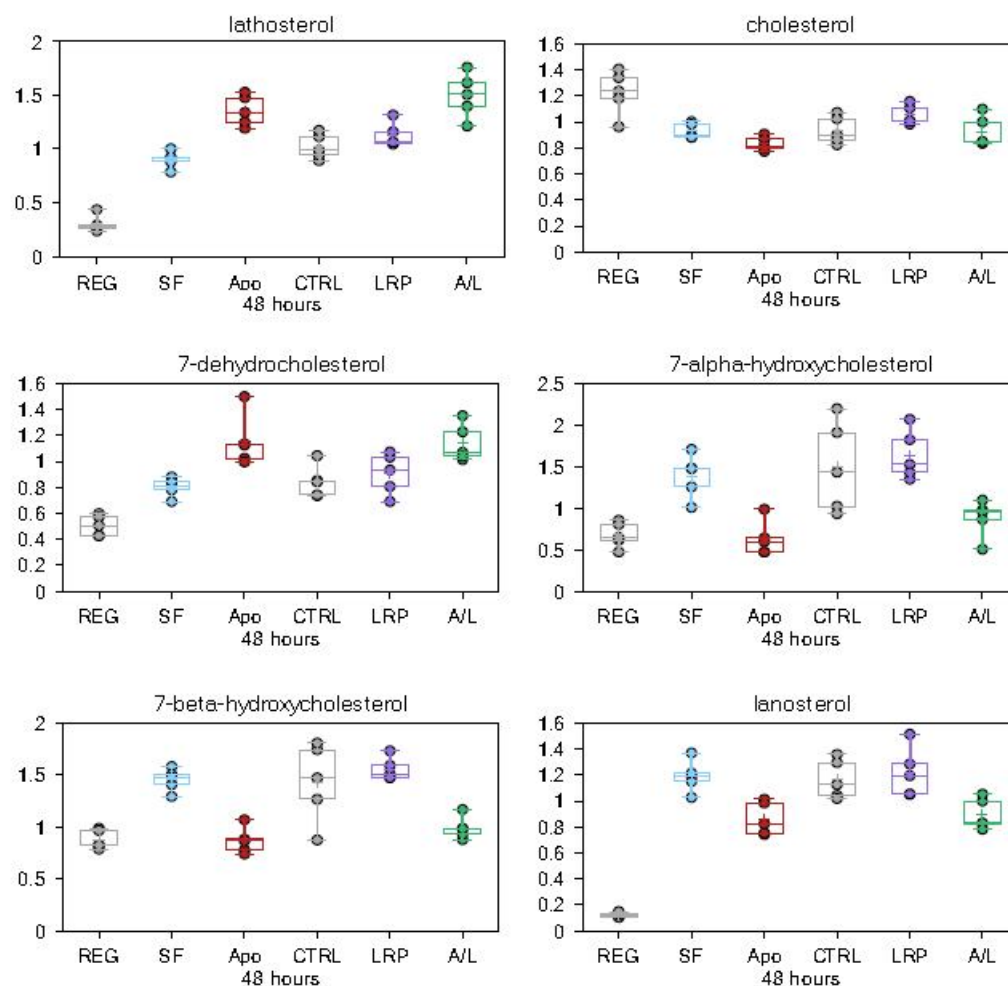 lathosterol
2
1.5
1
0.5
0
REG SF Apo CTRL LRP A/L
48 hours
cholesterol
1.6
1.4
1.2
1
0.8
0.6
0.4
0.2
0
REG SF Apo CTRL LRP A/L
48 hours
7-dehydrocholesterol
1.6
1.4
1.2
1
0.8
0.6
0.4
0.2
0
REG SF Apo CTRL LRP A/L
48 hours
7-alpha-hydroxycholesterol
2.5
2
1.5
1
0.5
0
REG SF Apo CTRL LRP A/L
48 hours
7-beta-hydroxycholesterol
2
1.5
1
0.5
0
REG SF Apo CTRL LRP A/L
48 hours
lanosterol
1.6
1.4
1.2
1
0.8
0.6
0.4
0.2
0
REG SF Apo CTRL LRP A/L
48 hours